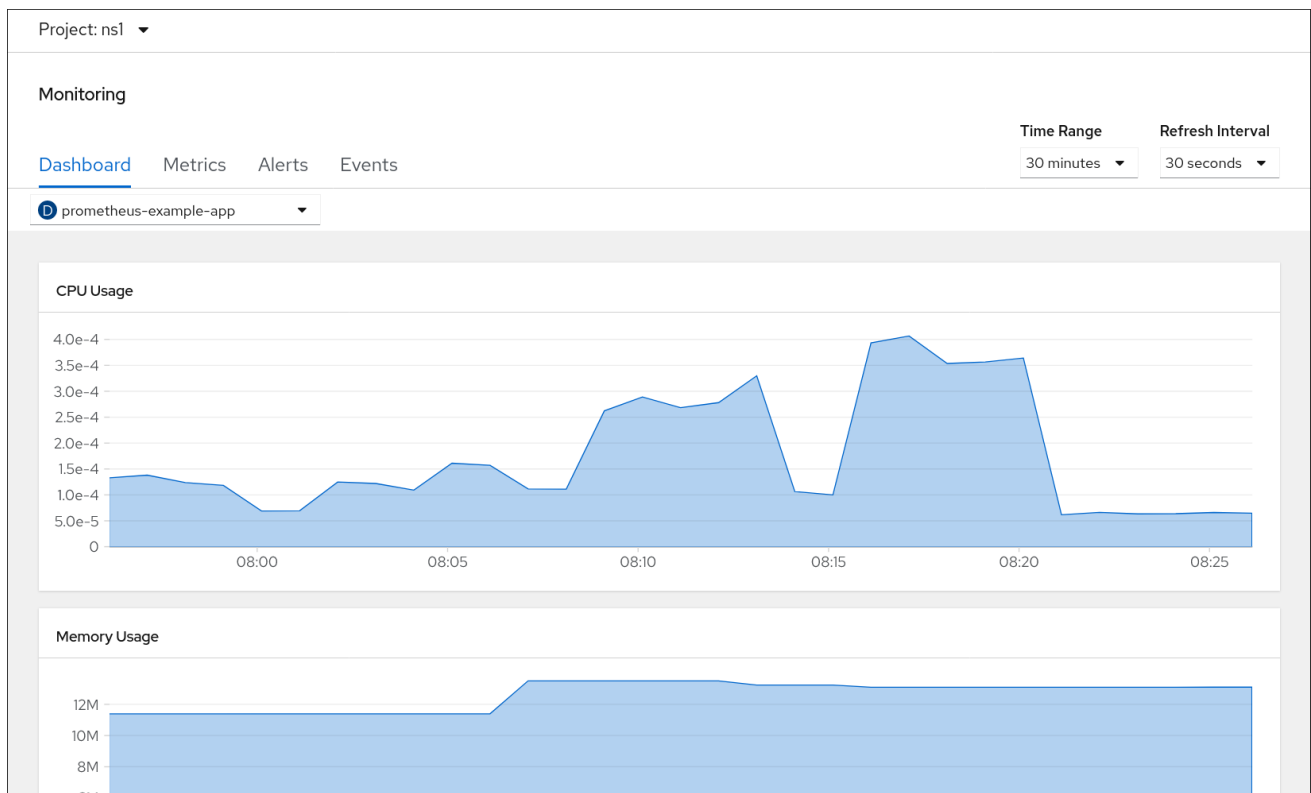 Project: ns1
Monitoring
Time Range
Refresh Interval
Dashboard
Metrics
Alerts
Events
30 minutes
30 seconds
D prometheus-example-app
CPU Usage
4.0e-4
3.5e-4
3.0e-4
2.5e-4
2.0e-4
1.5e-4
1.0e-4
5.0e-5
0
08:00
08:05
08:10
08:15
08:20
08:25
Memory Usage
12M
10M
8M